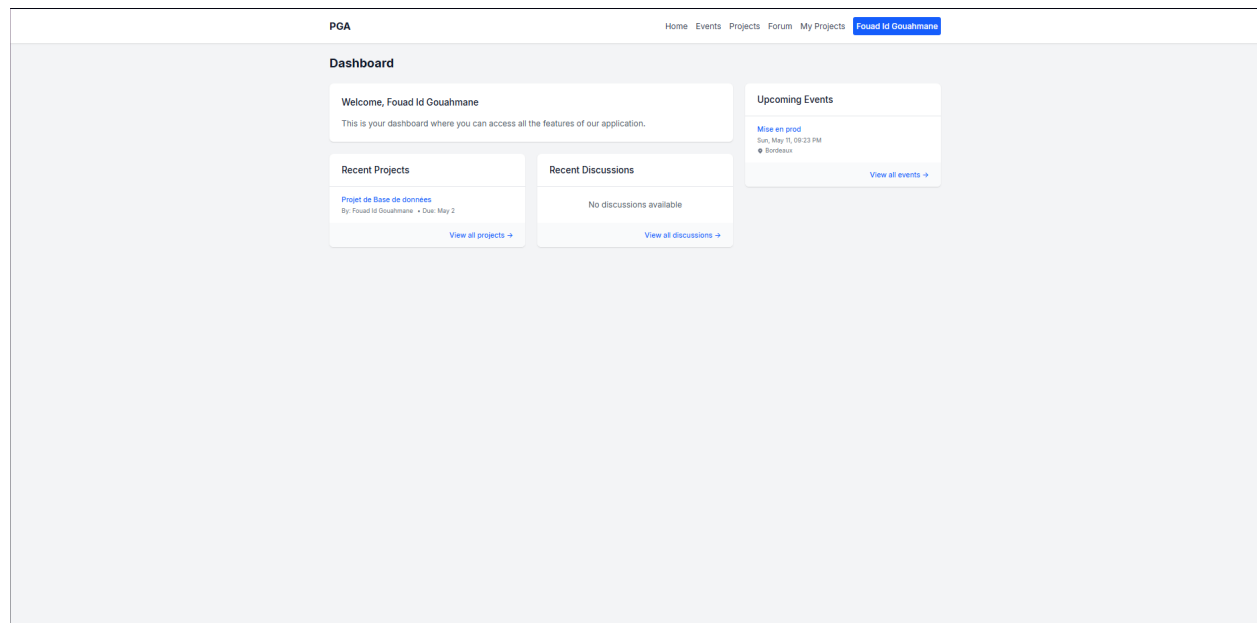 PGA Home Events Projects Forum My Projects Fouad Id Gouahmane
Dashboard
Welcome, Fouad Id Gouahmane
This is your dashboard where you can access all the features of our application.
Recent Projects
Projet de Base de données
By: Fouad Id Gouahmane • Due: May 2
View all projects →
Recent Discussions
No discussions available
View all discussions →
Upcoming Events
Mise en prod
Sun, May 11, 09:23 PM
Bordeaux
View all events →